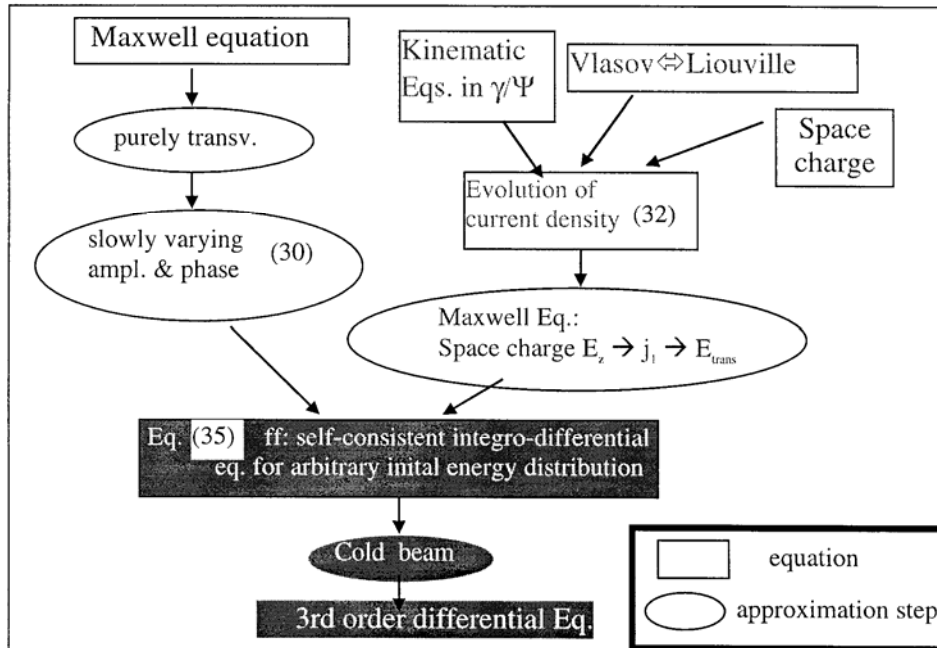 Maxwell equation
purely transv.
slowly varying (30)
ampl. & phase
Kinematic
Eqs. in γ/Ψ
Vlasov⇔Liouville
Space
charge
Evolution of
current density (32)
Maxwell Eq.:
Space charge E_z → j_1 → E_trans
Eq. (35) ff: self-consistent integro-differential
eq. for arbitrary inital energy distribution
Cold beam
3rd order differential Eq.
equation
approximation step